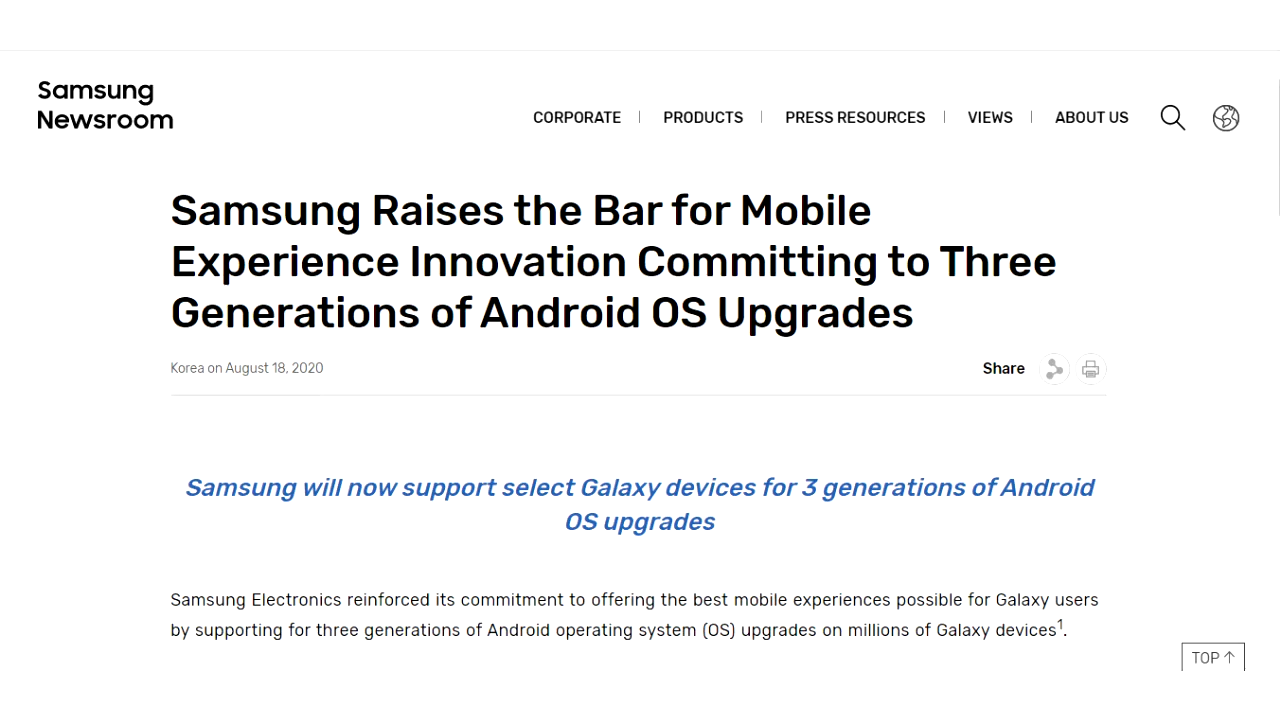 Samsung
Newsroom
CORPORATE
PRODUCTS
PRESS RESOURCES
VIEWS
ABOUT US
Samsung Raises the Bar for Mobile
Experience Innovation Committing to Three
Generations of Android OS Upgrades
Korea on August 18, 2020
Share
Samsung will now support select Galaxy devices for 3 generations of Android
OS upgrades
Samsung Electronics reinforced its commitment to offering the best mobile experiences possible for Galaxy users
by supporting for three generations of Android operating system (OS) upgrades on millions of Galaxy devices¹.
TOP ↑